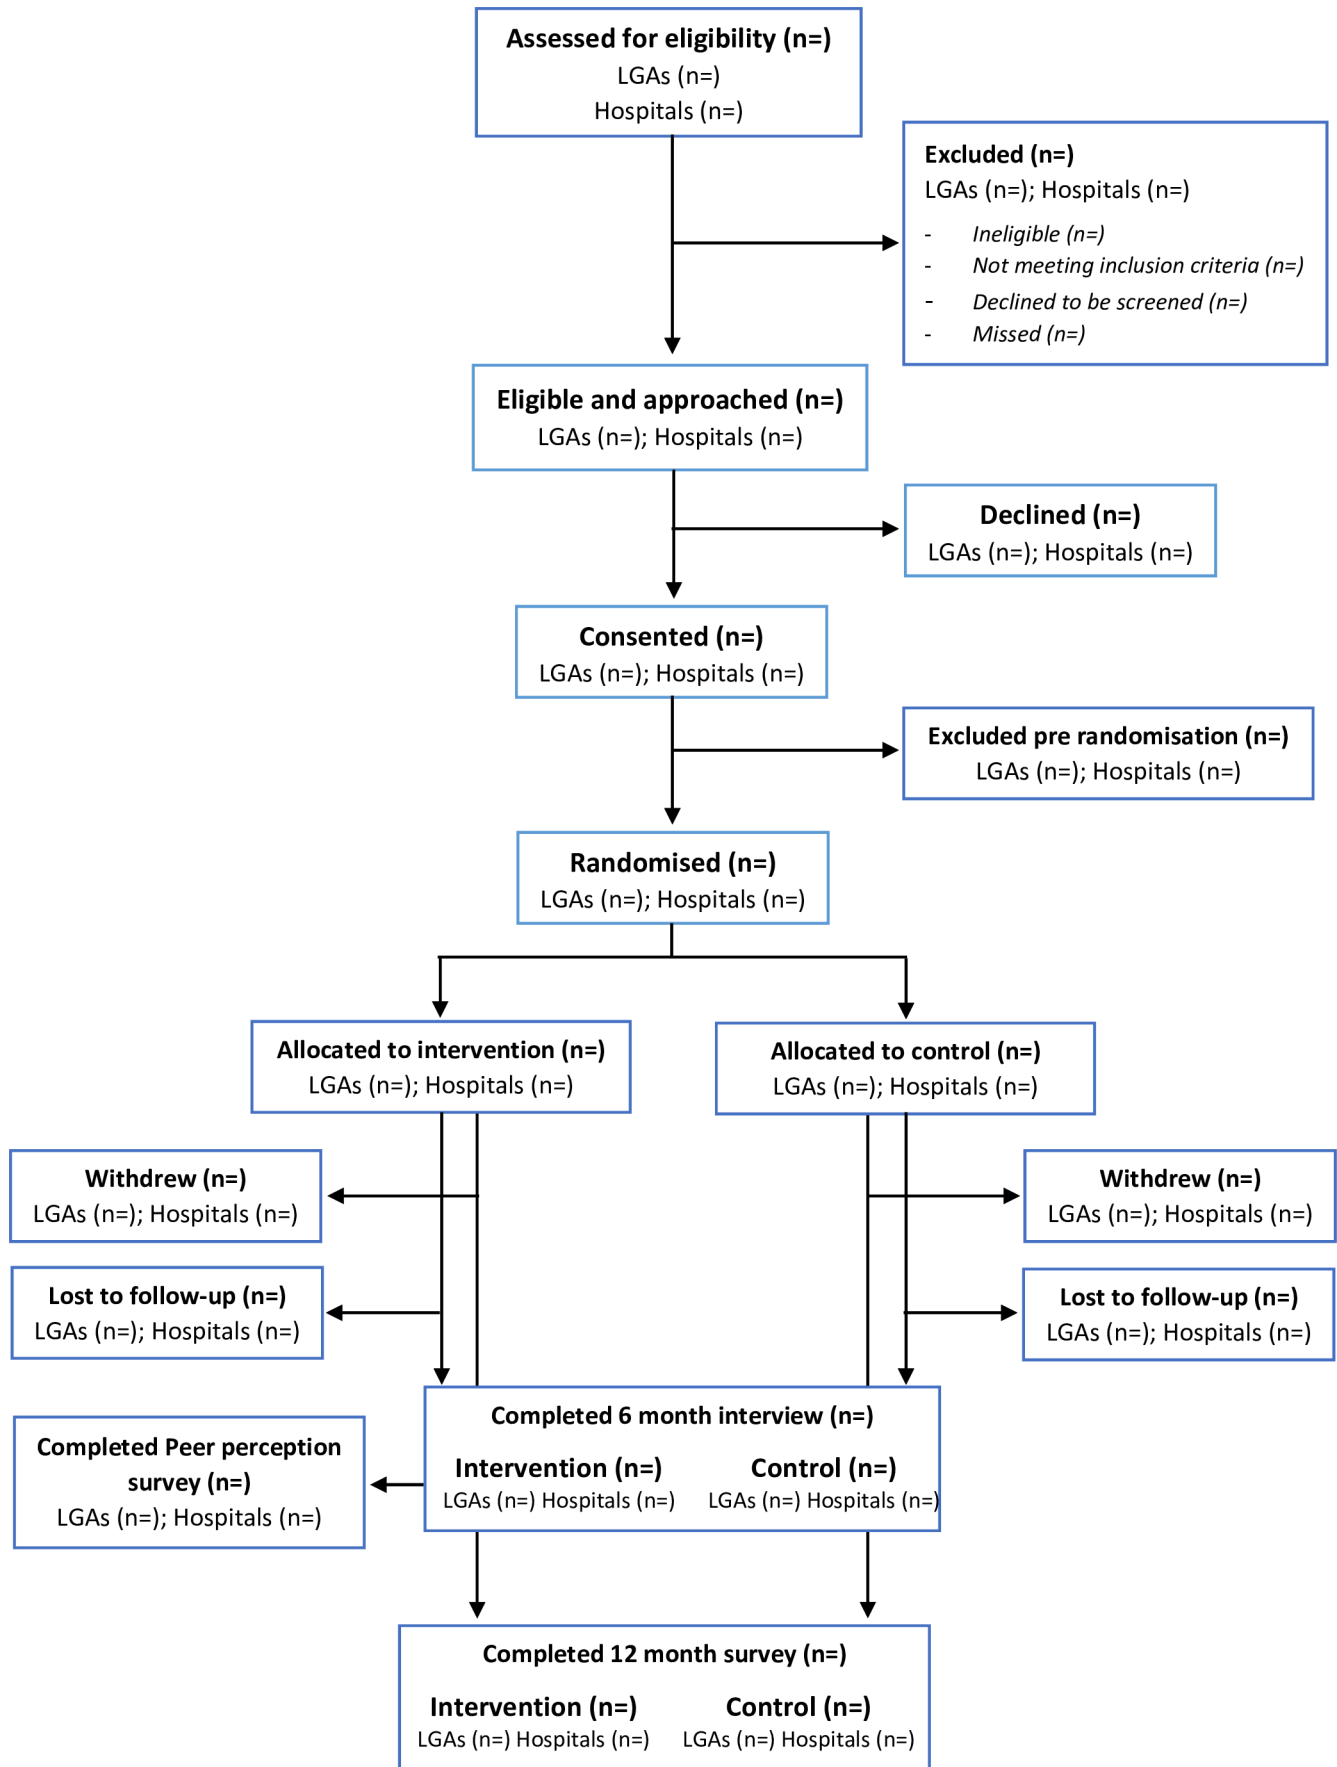 Assessed for eligibility (n=)
LGAs (n=)
Hospitals (n=)
Excluded (n=)
LGAs (n=); Hospitals (n=)
- Ineligible (n=)
- Not meeting inclusion criteria (n=)
- Declined to be screened (n=)
- Missed (n=)
Eligible and approached (n=)
LGAs (n=); Hospitals (n=)
Declined (n=)
LGAs (n=); Hospitals (n=)
Consented (n=)
LGAs (n=); Hospitals (n=)
Excluded pre randomisation (n=)
LGAs (n=); Hospitals (n=)
Randomised (n=)
LGAs (n=); Hospitals (n=)
Allocated to intervention (n=)
LGAs (n=); Hospitals (n=)
Allocated to control (n=)
LGAs (n=); Hospitals (n=)
Withdrew (n=)
LGAs (n=); Hospitals (n=)
Withdrew (n=)
LGAs (n=); Hospitals (n=)
Lost to follow-up (n=)
LGAs (n=); Hospitals (n=)
Lost to follow-up (n=)
LGAs (n=); Hospitals (n=)
Completed 6 month interview (n=)
Intervention (n=) Control (n=)
LGAs (n=) Hospitals (n=) LGAs (n=) Hospitals (n=)
Completed Peer perception
survey (n=)
LGAs (n=); Hospitals (n=)
Completed 12 month survey (n=)
Intervention (n=) Control (n=)
LGAs (n=) Hospitals (n=) LGAs (n=) Hospitals (n=)